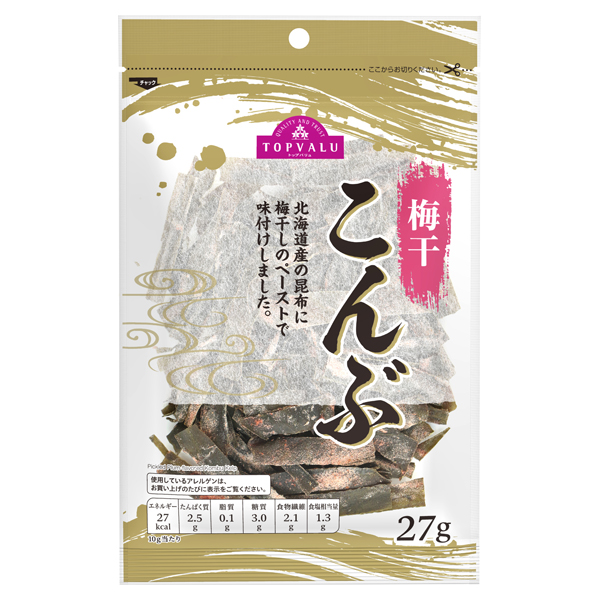 ここからお切りください。
チャック
QUALITY AND TRUST
TOPVALU
トップバリュ
梅干
こんぶ
北海道産の昆布に
梅干しのペーストで
味付けしました。
Pickled Plum-flavored Kombu Kelp
使用しているアレルゲンは、
お買い上げのたびに表示をご覧ください。
エネルギー たんぱく質 脂質 糖質 食物繊維 食塩相当量
27 kcal 2.5 g 0.1 g 3.0 g 2.1 g 1.3 g
10g当たり
27g